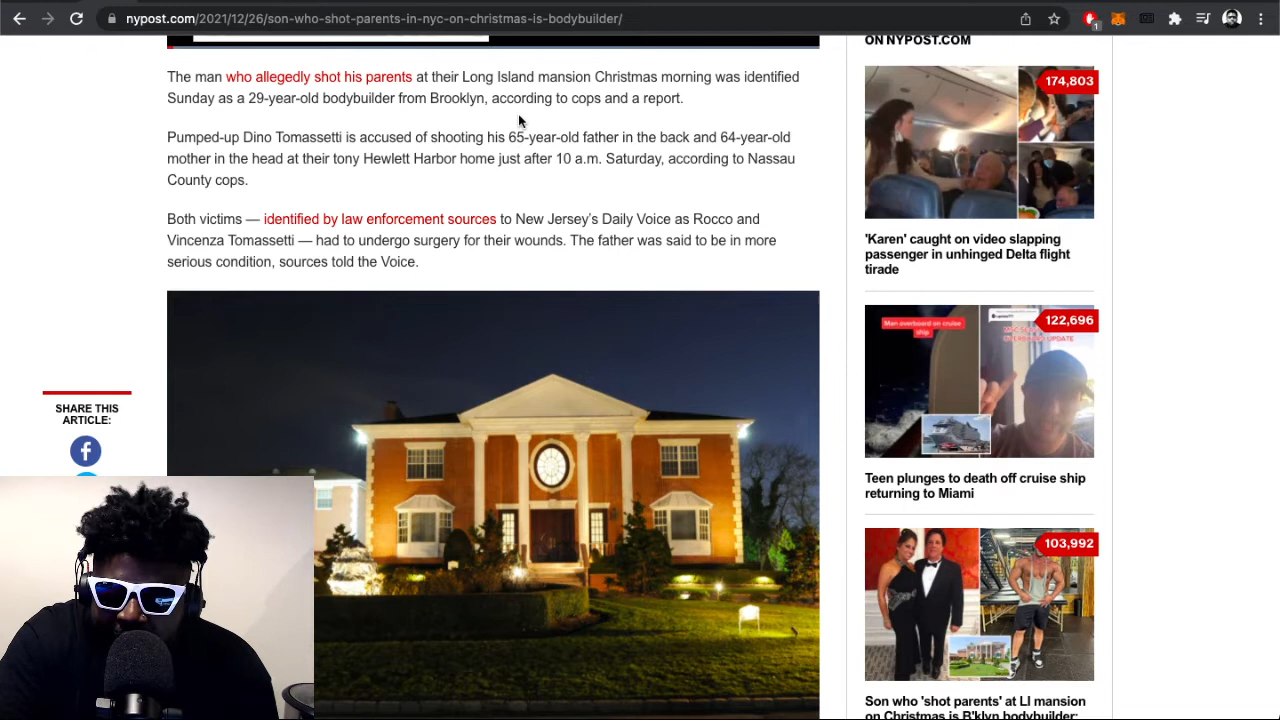 nypost.com/2021/12/26/son-who-shot-parents-in-nyc-on-christmas-is-bodybuilder/
1
The man who allegedly shot his parents at their Long Island mansion Christmas morning was identified
Sunday as a 29-year-old bodybuilder from Brooklyn, according to cops and a report.
Pumped-up Dino Tomassetti is accused of shooting his 65-year-old father in the back and 64-year-old
mother in the head at their tony Hewlett Harbor home just after 10 a.m. Saturday, according to Nassau
County cops.
Both victims — identified by law enforcement sources to New Jersey’s Daily Voice as Rocco and
Vincenza Tomassetti — had to undergo surgery for their wounds. The father was said to be in more
serious condition, sources told the Voice.
SHARE THIS
ARTICLE:
ON NYPOST.COM
174,803
'Karen' caught on video slapping
passenger in unhinged Delta flight
tirade
122,696
Man overboard on cruise
ship
UPDATE
Teen plunges to death off cruise ship
returning to Miami
103,992
Son who 'shot parents' at LI mansion
on Christmas is B'klyn bodybuilder: